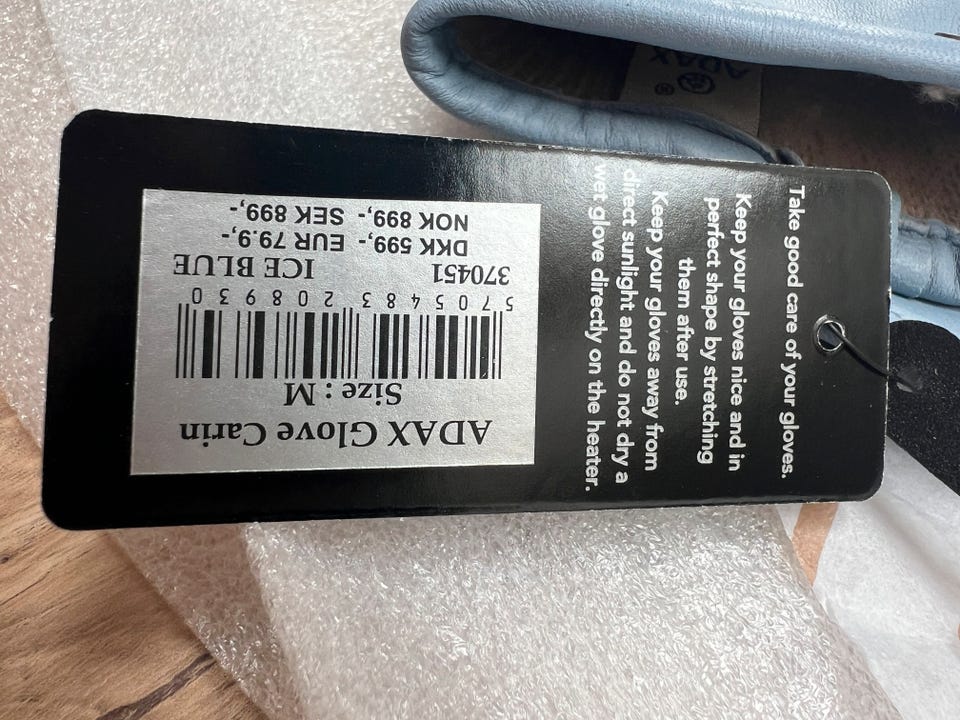 ADAX Glove Carin
Size : M
5 705483 208930
370451 ICE BLUE
DKK 599,- EUR 79.9,-
NOK 899,- SEK 899,-
Take good care of your gloves.
Keep your gloves nice and in
perfect shape by stretching
them after use.
Keep your gloves away from
direct sunlight and do not dry a
wet glove directly on the heater.
ADAX
®